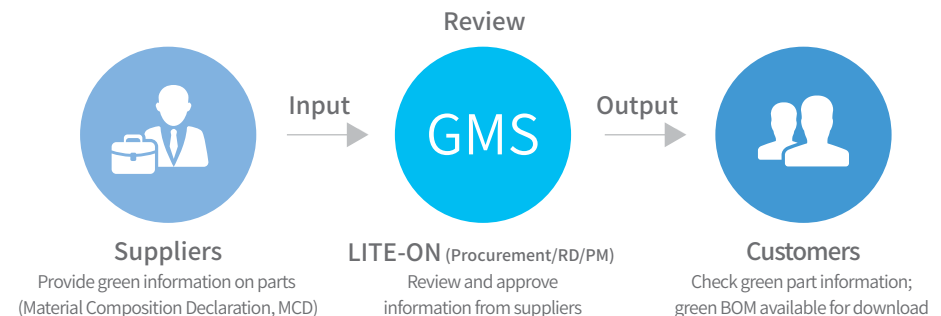 Review
Input
GMS
Output
Suppliers
Provide green information on parts
(Material Composition Declaration, MCD)
LITE-ON (Procurement/RD/PM)
Review and approve
information from suppliers
Customers
Check green part information;
green BOM available for download